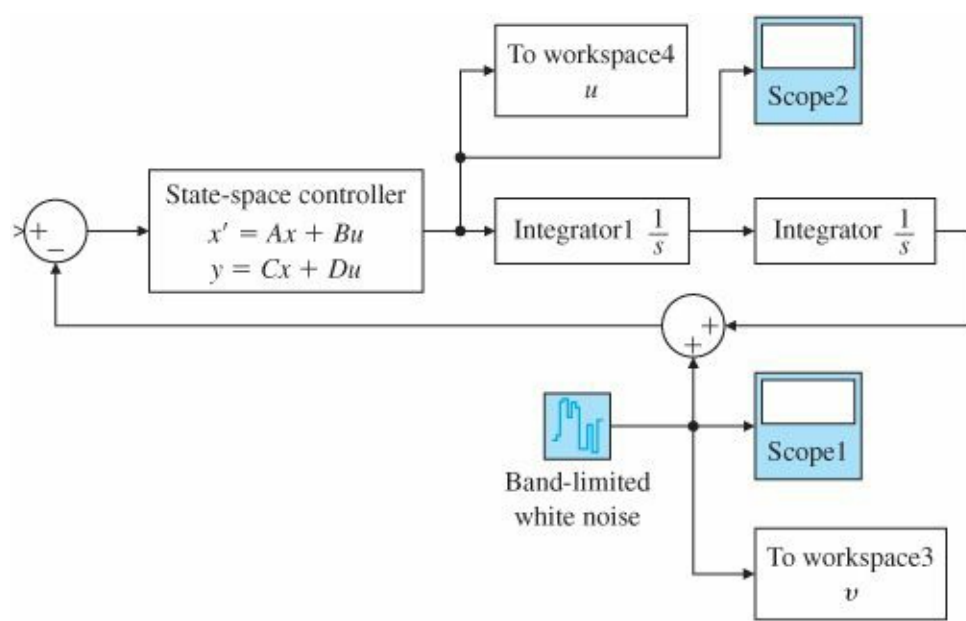 To workspace4
u
Scope2
State-space controller
x′ = Ax + Bu
y = Cx + Du
Integrator1 1/s
Integrator 1/s
+
−
+
+
Scope1
Band-limited
white noise
To workspace3
v